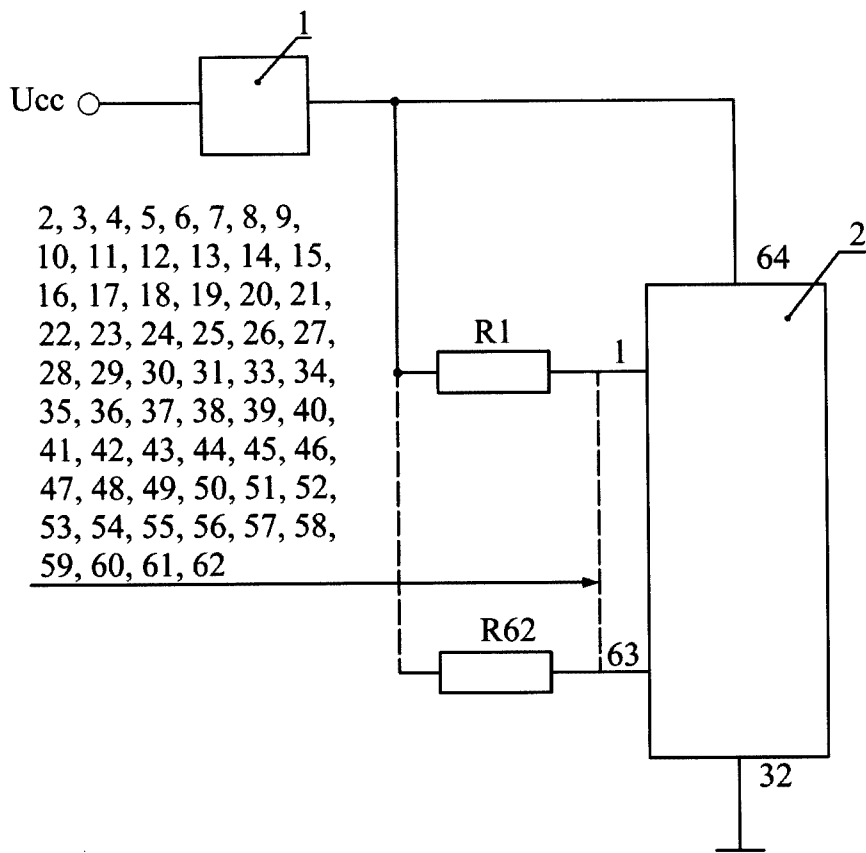 1
Ucc
2, 3, 4, 5, 6, 7, 8, 9,
10, 11, 12, 13, 14, 15,
16, 17, 18, 19, 20, 21,
22, 23, 24, 25, 26, 27,
28, 29, 30, 31, 33, 34,
35, 36, 37, 38, 39, 40,
41, 42, 43, 44, 45, 46,
47, 48, 49, 50, 51, 52,
53, 54, 55, 56, 57, 58,
59, 60, 61, 62
2
64
R1
1
R62
63
32